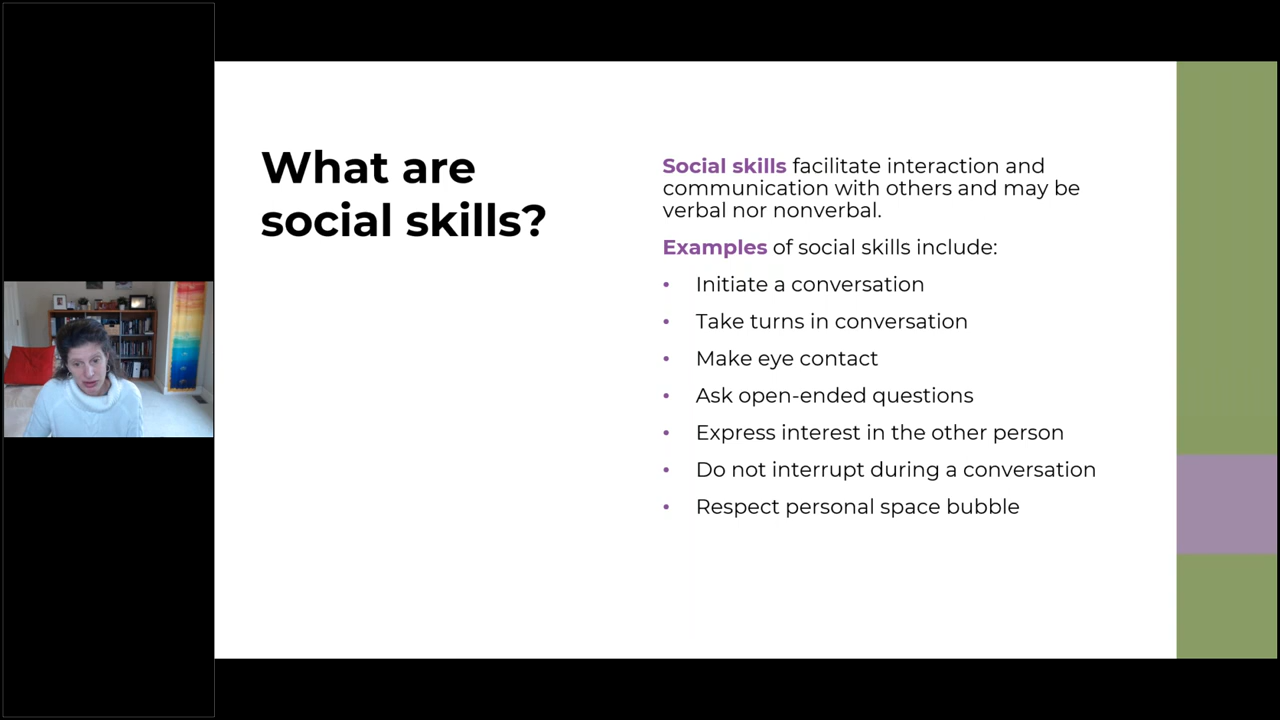 What are
social skills?
Social skills facilitate interaction and
communication with others and may be
verbal nor nonverbal.
Examples of social skills include:
• Initiate a conversation
• Take turns in conversation
• Make eye contact
• Ask open-ended questions
• Express interest in the other person
• Do not interrupt during a conversation
• Respect personal space bubble